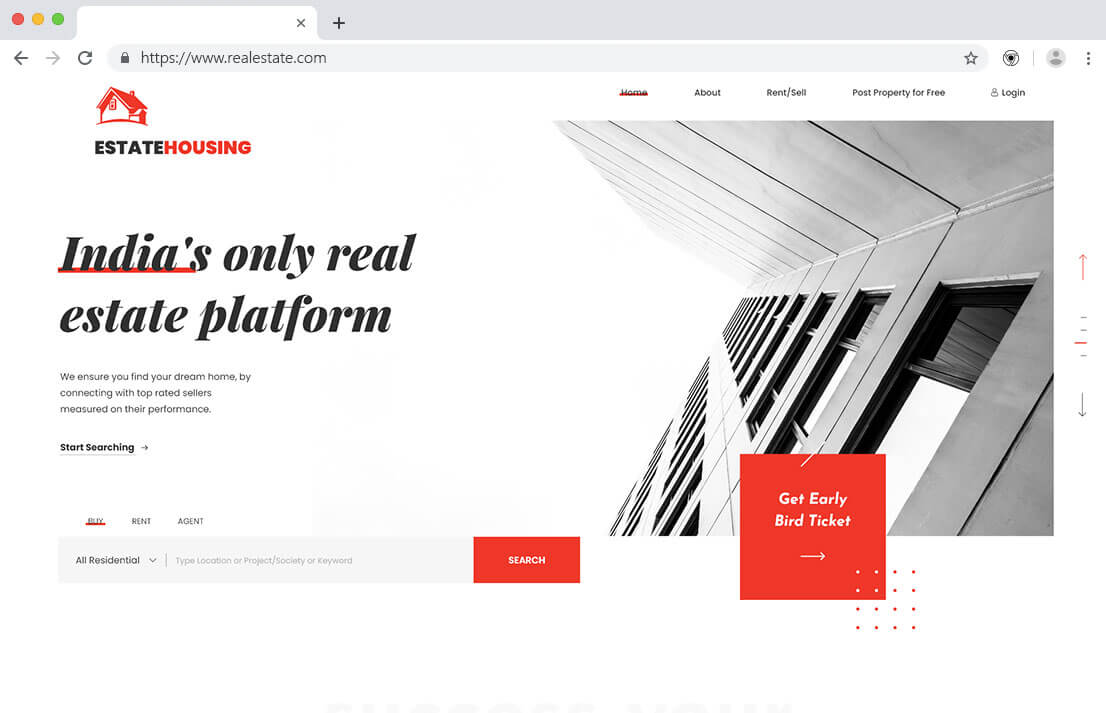 https://www.realestate.com
Home
About
Rent/Sell
Post Property for Free
Login
ESTATEHOUSING
India's only real
estate platform
We ensure you find your dream home, by
connecting with top rated sellers
measured on their performance.
Start Searching
BUY
RENT
AGENT
All Residential
Type Location or Project/Society or Keyword
SEARCH
Get Early
Bird Ticket